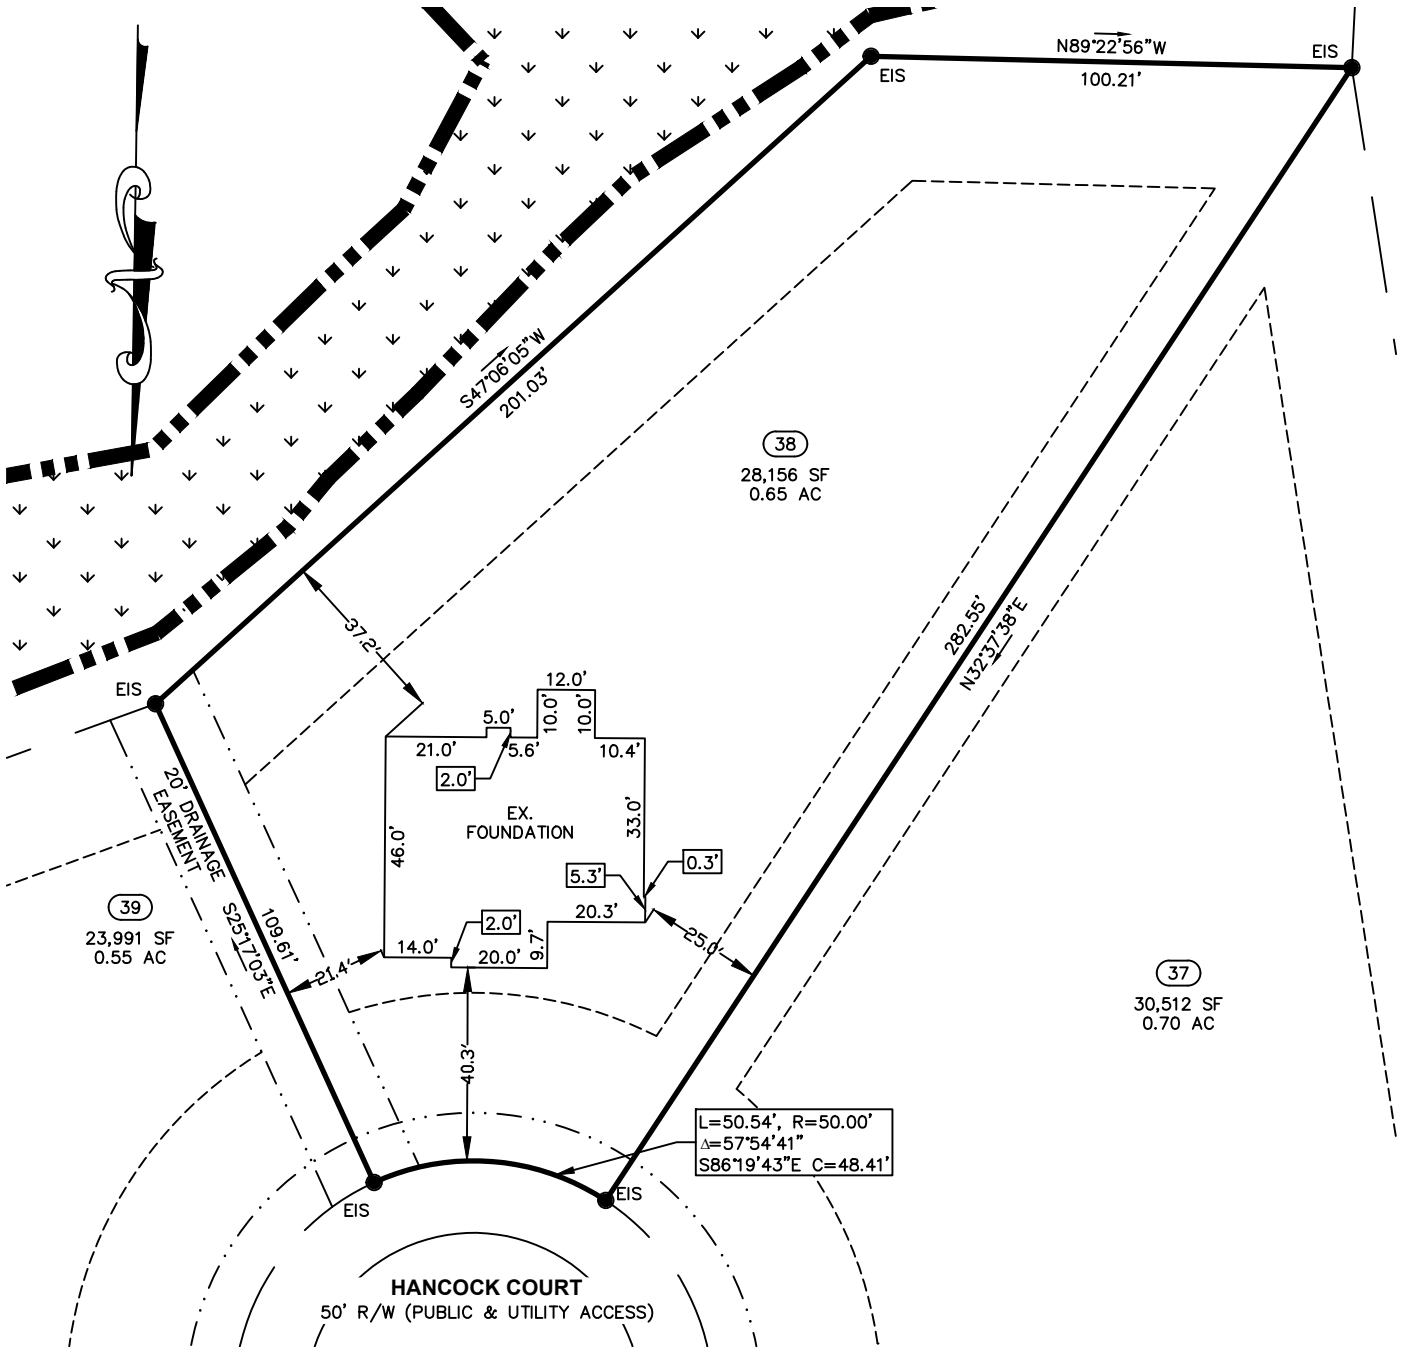 N89°22'56"W
100.21'
EIS
EIS
S47°06'05"W
201.03'
38
28,156 SF
0.65 AC
37.2'
282.55'
N32°37'38"E
EIS
12.0'
10.0'
10.0'
5.0'
21.0'
5.6'
10.4'
2.0'
EX.
FOUNDATION
46.0'
33.0'
0.3'
5.3'
20' DRAINAGE
EASEMENT
109.61'
S25°17'03"E
39
23,991 SF
0.55 AC
2.0'
20.3'
14.0'
20.0'
9.7'
21.4'
25.0'
37
30,512 SF
0.70 AC
40.3'
L=50.54', R=50.00'
Δ=57°54'41"
S86°19'43"E C=48.41'
EIS
EIS
HANCOCK COURT
50' R/W (PUBLIC & UTILITY ACCESS)